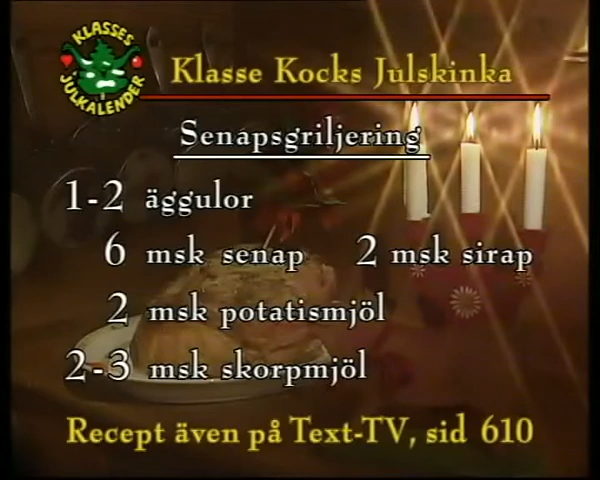 KLASSES
JULKALENDER
Klasse Kocks Julskinka
Senapsgriljering
1-2 äggulor
6 msk senap 2 msk sirap
2 msk potatismjöl
2-3 msk skorpmjöl
Recept även på Text-TV, sid 610